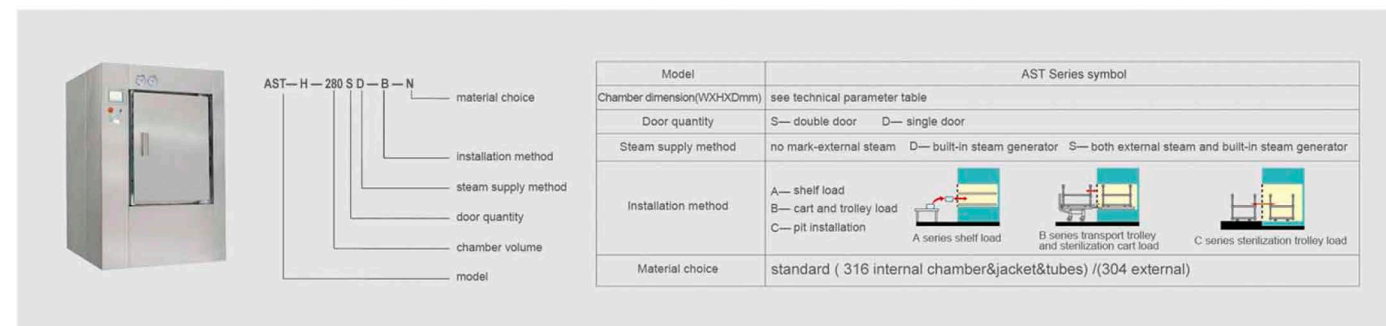 AST—H—280 S D—B—N
material choice
installation method
steam supply method
door quantity
chamber volume
model
Model
AST Series symbol
Chamber dimension(WXHXDmm)
see technical parameter table
Door quantity
S— double door D— single door
Steam supply method
no mark-external steam D— built-in steam generator S— both external steam and built-in steam generator
Installation method
A— shelf load
B— cart and trolley load
C— pit installation
A series shelf load
B series transport trolley
and sterilization cart load
C series sterilization trolley load
Material choice
standard ( 316 internal chamber&jacket&tubes) /(304 external)